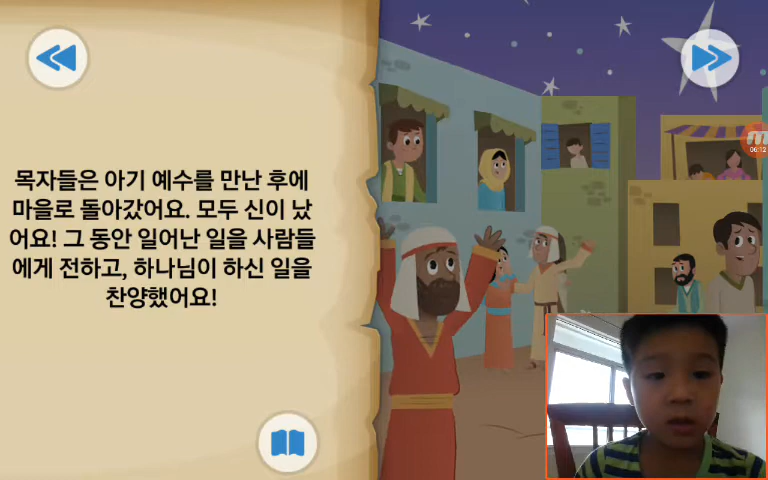 목자들은 아기 예수를 만난 후에
마을로 돌아갔어요. 모두 신이 났
어요! 그 동안 일어난 일을 사람들
에게 전하고, 하나님이 하신 일을
찬양했어요!
06:12